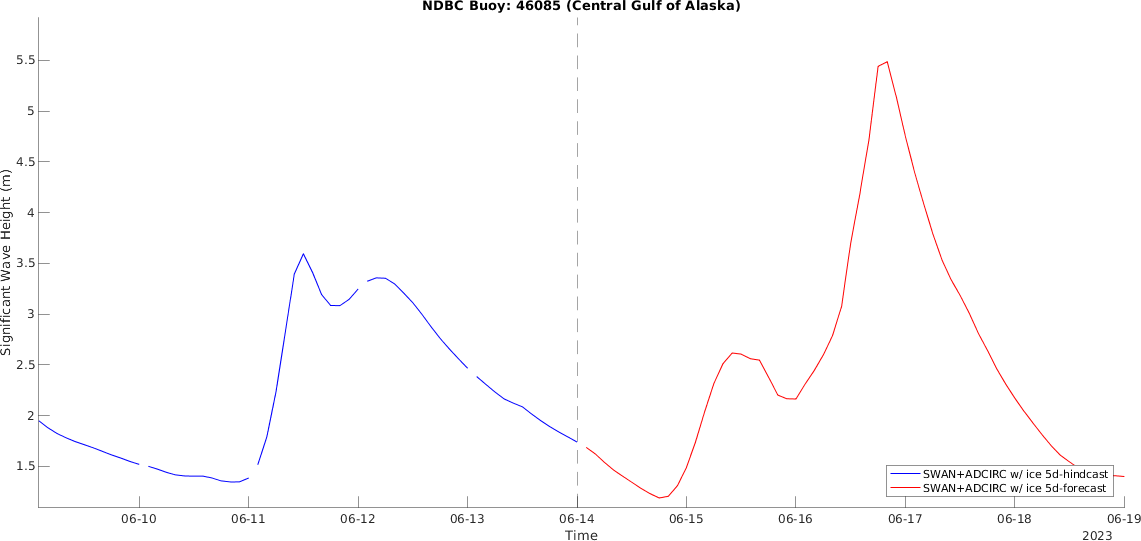 NDBC Buoy: 46085 (Central Gulf of Alaska)
5.5
5
4.5
4
3.5
3
2.5
2
1.5
Significant Wave Height (m)
SWAN+ADCIRC w/ ice 5d-hindcast
SWAN+ADCIRC w/ ice 5d-forecast
06-10 06-11 06-12 06-13 06-14 06-15 06-16 06-17 06-18 06-19
Time
2023